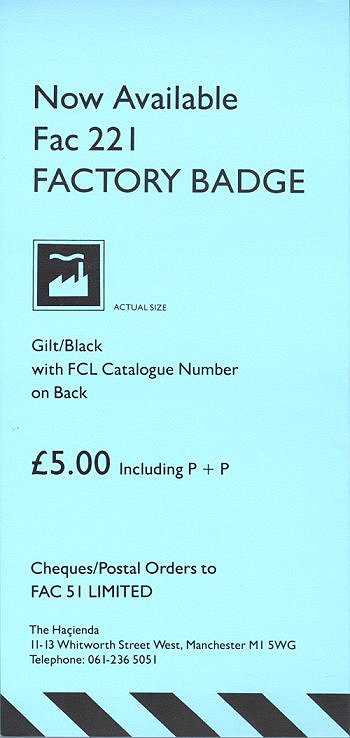 Now Available
Fac 221
FACTORY BADGE
ACTUAL SIZE
Gilt/Black
with FCL Catalogue Number
on Back
£5.00 Including P + P
Cheques/Postal Orders to
FAC 51 LIMITED
The Haçienda
11-13 Whitworth Street West, Manchester M1 5WG
Telephone: 061-236 5051